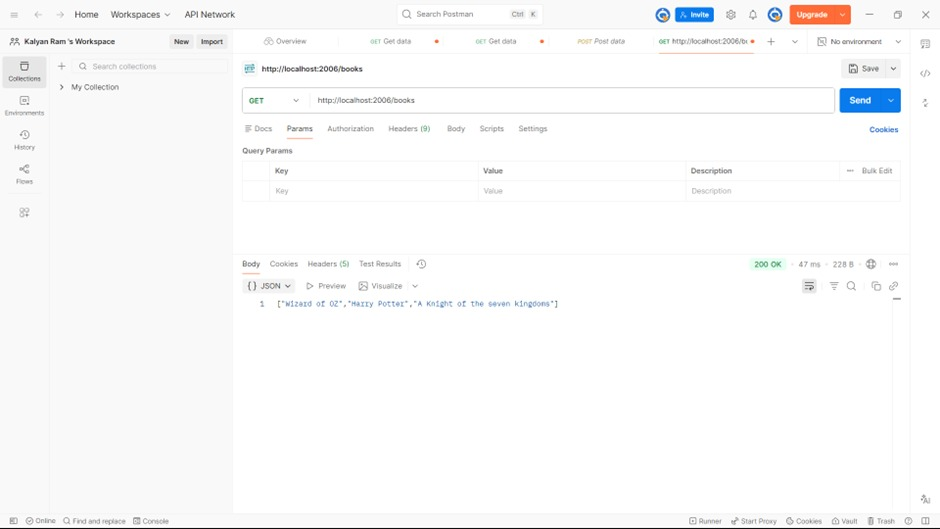 Home Workspaces API Network Search Postman Ctrl K Invite Upgrade
Kalyan Ram 's Workspace New Import Overview GET Get data GET Get data POST Post data GET http://localhost:2006/bo No environment
Collections
Environments
History
Flows
Search collections
My Collection
http://localhost:2006/books Save
GET http://localhost:2006/books Send
Docs Params Authorization Headers (9) Body Scripts Settings Cookies
Query Params
Key Value Description Bulk Edit
Key Value Description
Body Cookies Headers (5) Test Results 200 OK 47 ms 228 B
{ } JSON Preview Visualize
1 ["Wizard of OZ","Harry Potter","A Knight of the seven kingdoms"]
Online Find and replace Console Runner Start Proxy Cookies Vault Trash